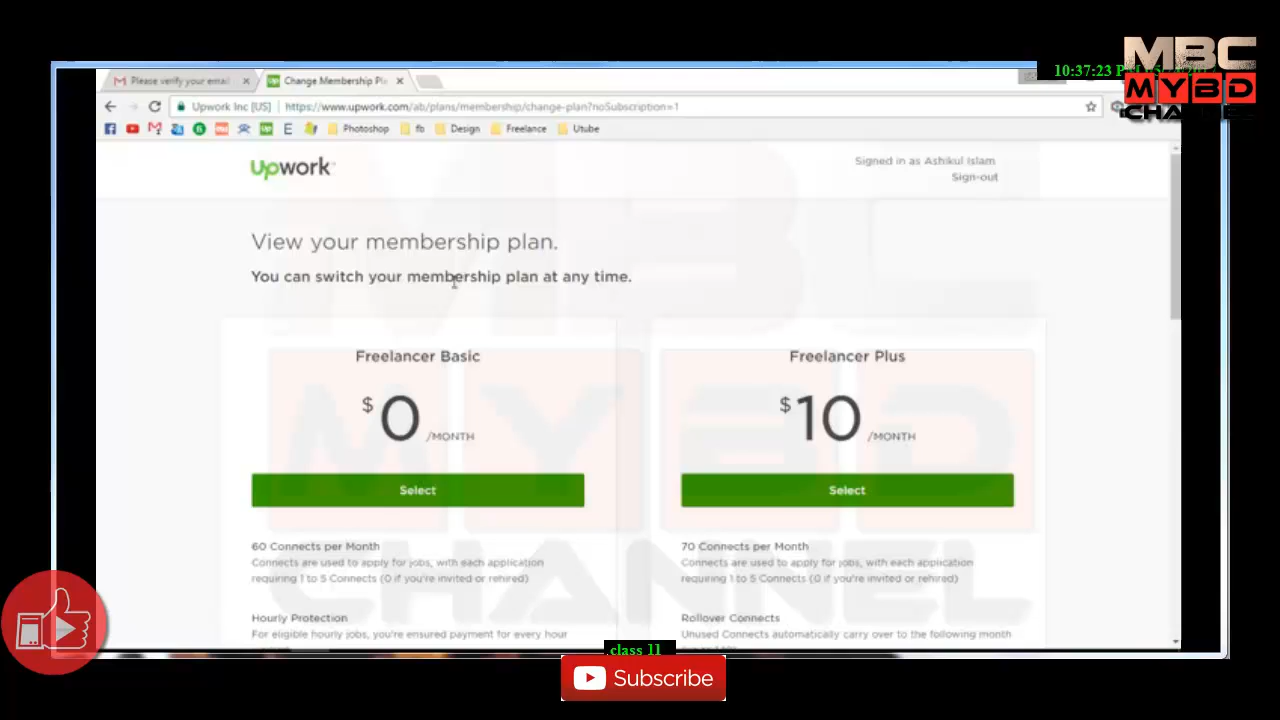 MBC
10:37:23 P
MYBD
CHANNEL
Please verify your email
Change Membership Pla
Upwork Inc [US]
https://www.upwork.com/ab/plans/membership/change-plan?noSubscription=1
Photoshop
fb
Design
Freelance
Utube
Upwork
Signed in as Ashikul Islam
Sign-out
View your membership plan.
You can switch your membership plan at any time.
Freelancer Basic
$0 /MONTH
Select
60 Connects per Month
Connects are used to apply for jobs, with each application
requiring 1 to 5 Connects (0 if you're invited or rehired)
Hourly Protection
For eligible hourly jobs, you're ensured payment for every hour
Freelancer Plus
$10 /MONTH
Select
70 Connects per Month
Connects are used to apply for jobs, with each application
requiring 1 to 5 Connects (0 if you're invited or rehired)
Rollover Connects
Unused Connects automatically carry over to the following month
MBC
MYBD
CHANNEL
class 11
Subscribe